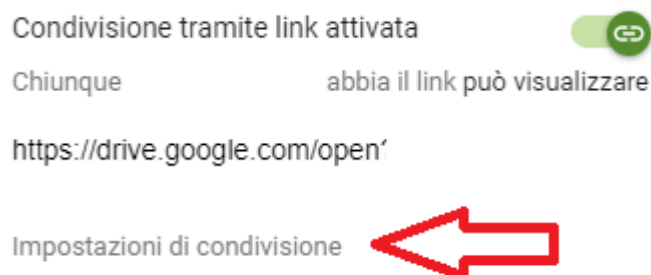 Condivisione tramite link attivata
Chiunque abbia il link può visualizzare
https://drive.google.com/open?
Impostazioni di condivisione